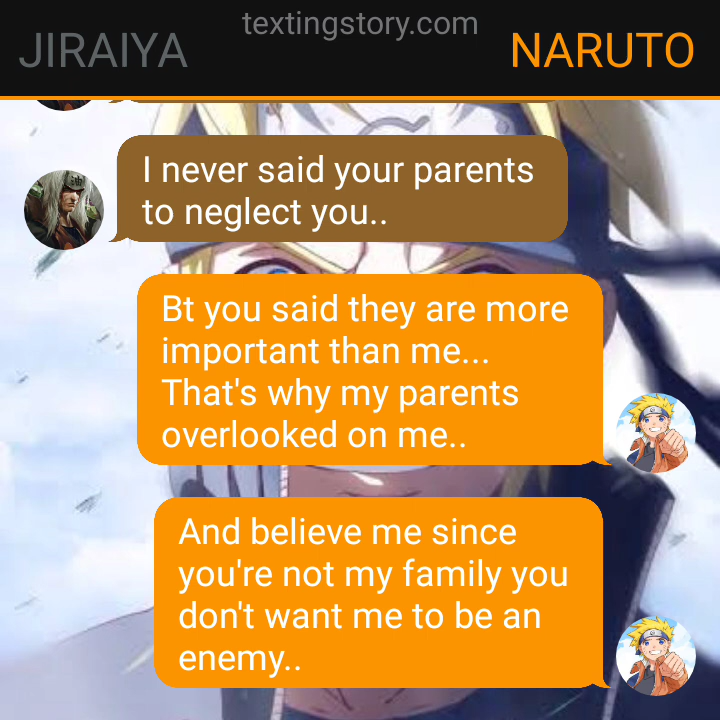 textingstory.com
JIRAIYA
NARUTO
I never said your parents
to neglect you..
Bt you said they are more
important than me...
That's why my parents
overlooked on me..
And believe me since
you're not my family you
don't want me to be an
enemy..